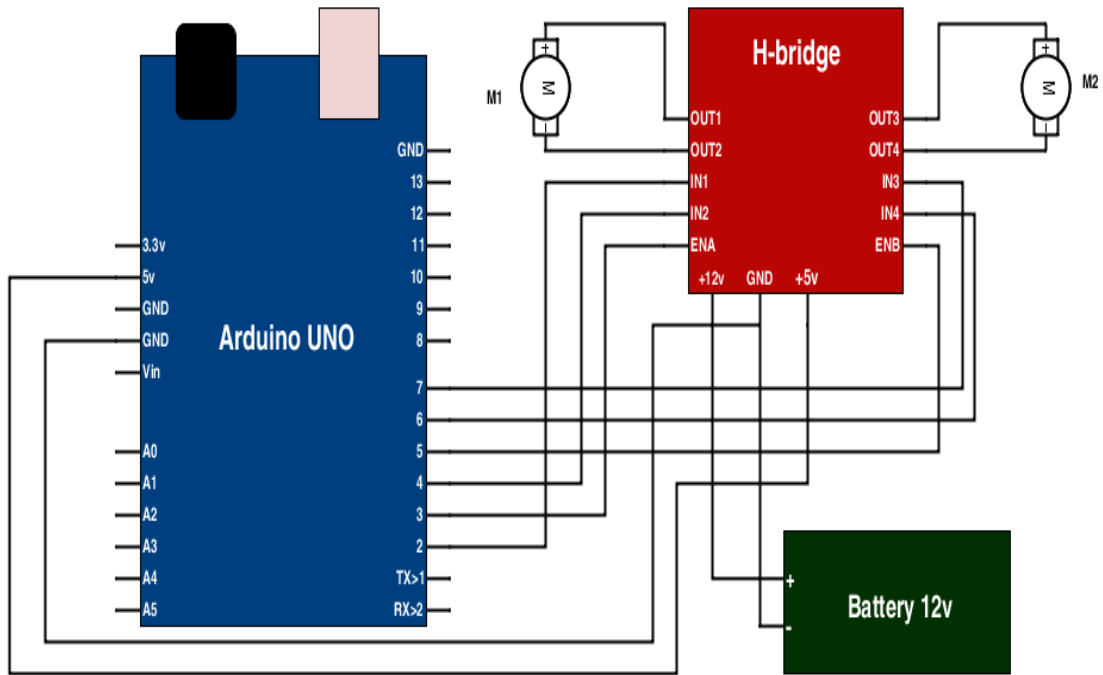 H-bridge
M1
M2
+
M
-
+
M
-
OUT1
OUT2
IN1
IN2
ENA
OUT3
OUT4
IN3
IN4
ENB
+12v
GND
+5v
Arduino UNO
3.3v
5v
GND
GND
Vin
A0
A1
A2
A3
A4
A5
GND
13
12
11
10
9
8
7
6
5
4
3
2
TX>1
RX>2
+
-
Battery 12v